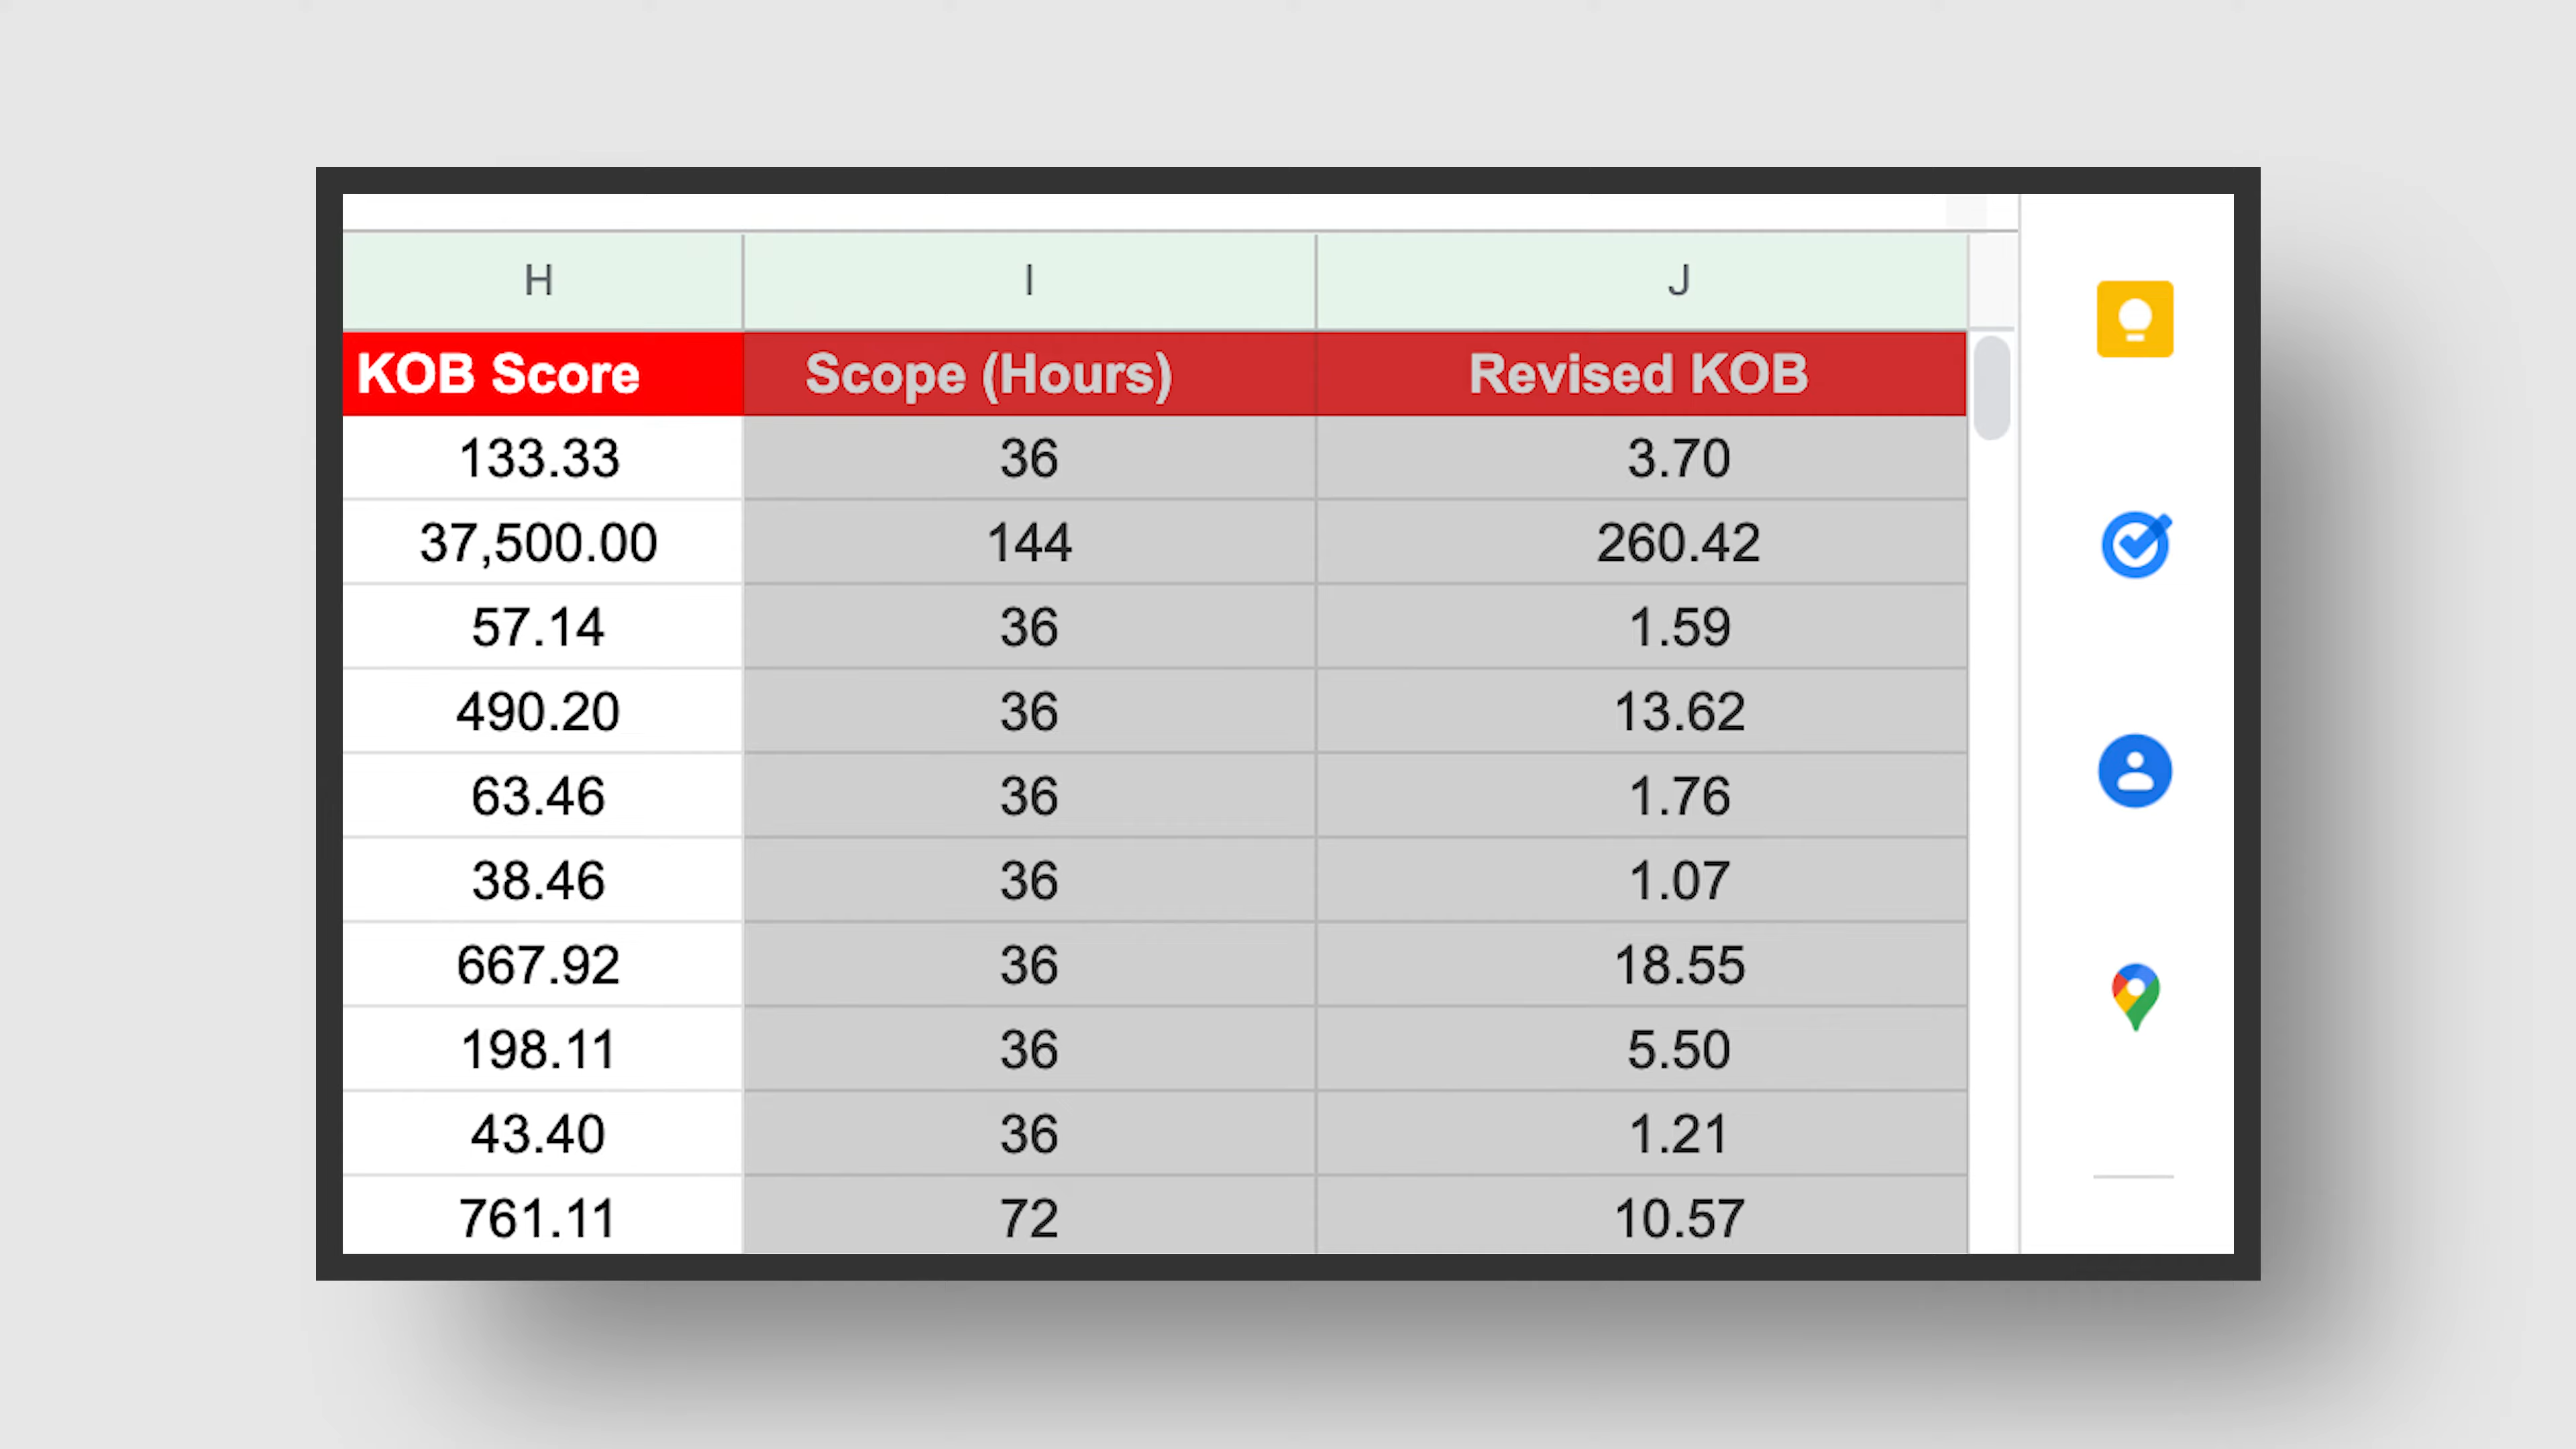 H I J
KOB Score Scope (Hours) Revised KOB
133.33 36 3.70
37,500.00 144 260.42
57.14 36 1.59
490.20 36 13.62
63.46 36 1.76
38.46 36 1.07
667.92 36 18.55
198.11 36 5.50
43.40 36 1.21
761.11 72 10.57